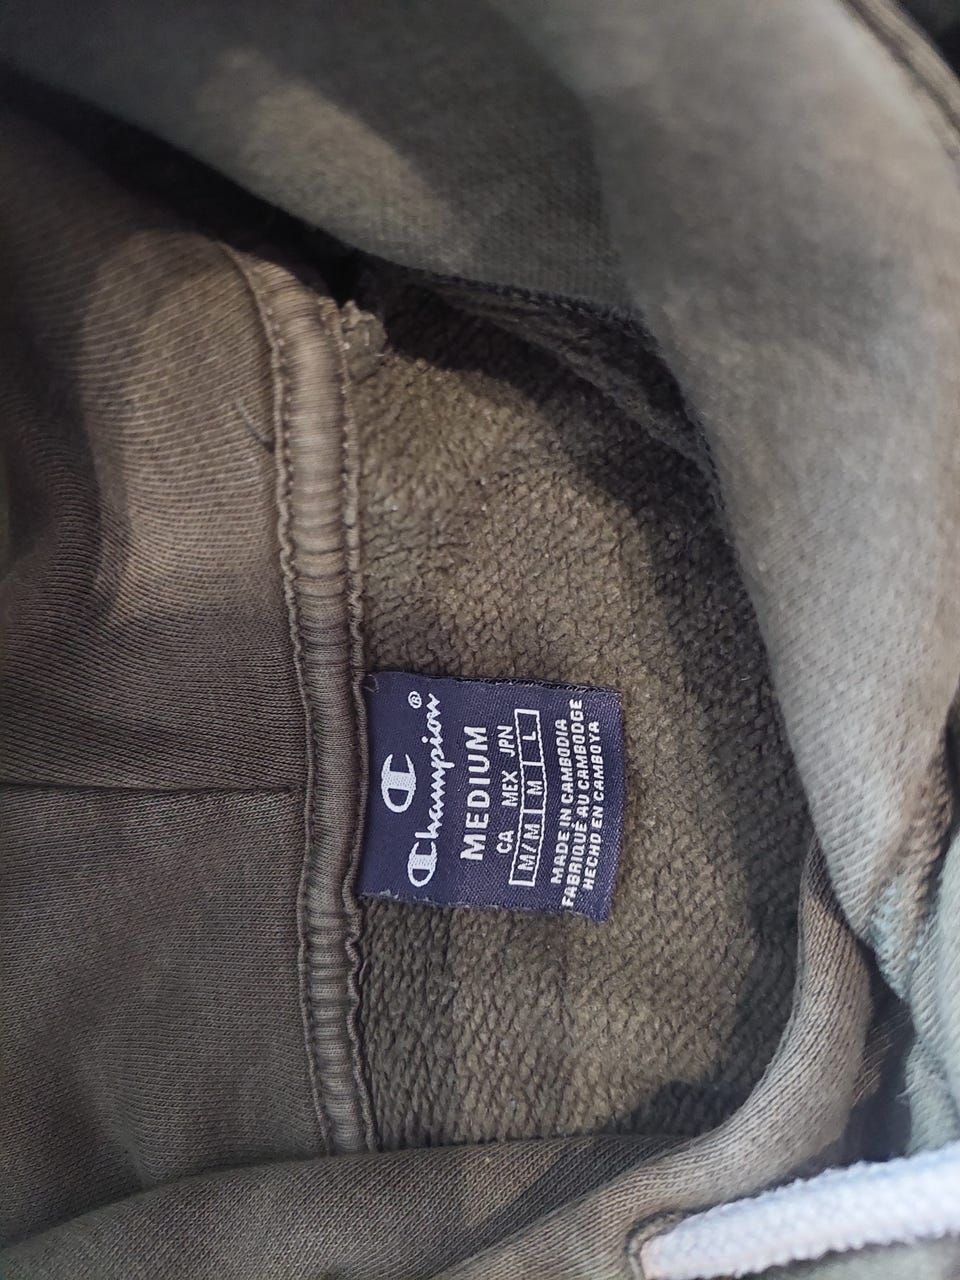 Champion®
MEDIUM
CA MEX JPN
M/M M L
MADE IN CAMBODIA
FABRIQUÉ AU CAMBODGE
HECHO EN CAMBOYA